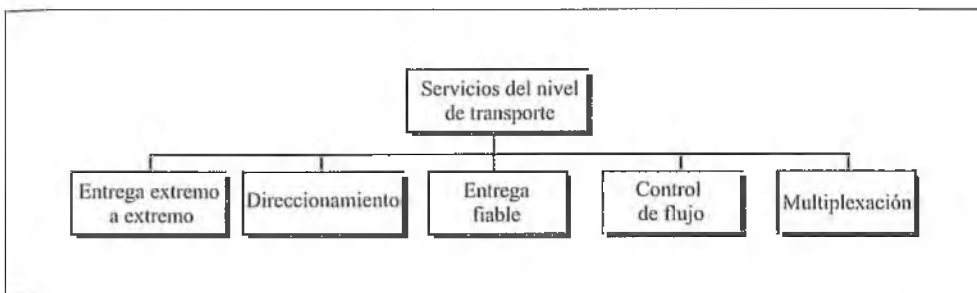 Servicios del nivel
de transporte
Entrega extremo
a extremo
Direccionamiento
Entrega
fiable
Control
de flujo
Multiplexación